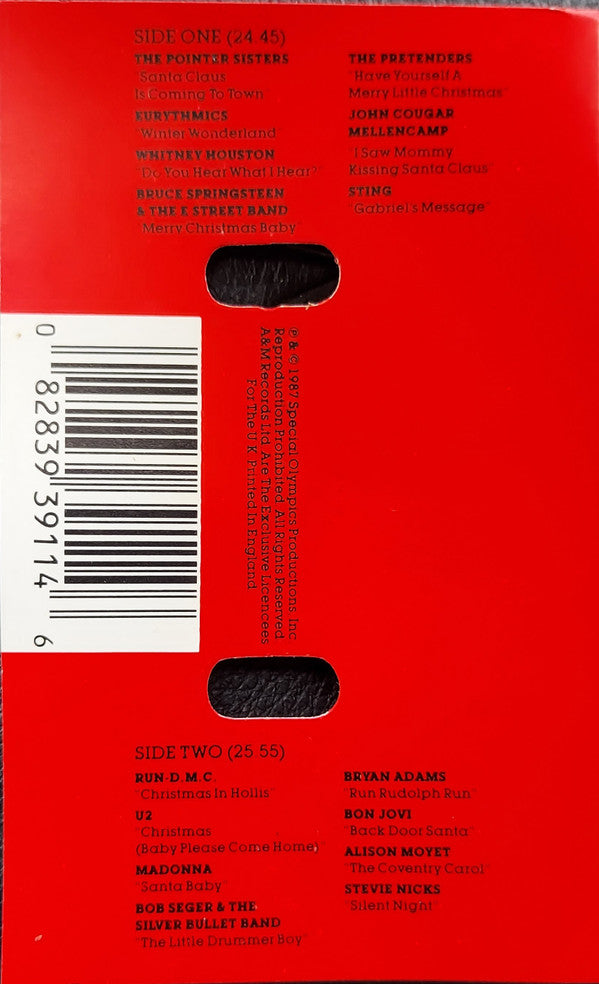 SIDE ONE (24.45)
THE POINTER SISTERS
"Santa Claus
Is Coming To Town
EURYTHMICS
"Winter Wonderland
WHITNEY HOUSTON
"Do You Hear What I Hear?"
BRUCE SPRINGSTEEN
& THE E STREET BAND
"Merry Christmas Baby"
THE PRETENDERS
"Have Yourself A
Merry Little Christmas"
JOHN COUGAR
MELLENCAMP
"I Saw Mommy
Kissing Santa Claus"
STING
"Gabriel's Message"
℗ & © 1987 Special Olympics Productions, Inc
Reproduction Prohibited. All Rights Reserved
A&M Records Ltd. Are The Exclusive Licencees
For The U.K. Printed In England
0 82839 39114 6
SIDE TWO (25.55)
RUN-D.M.C.
"Christmas In Hollis"
U2
"Christmas
(Baby Please Come Home)"
MADONNA
"Santa Baby"
BOB SEGER & THE
SILVER BULLET BAND
"The Little Drummer Boy"
BRYAN ADAMS
"Run Rudolph Run"
BON JOVI
"Back Door Santa"
ALISON MOYET
"The Coventry Carol"
STEVIE NICKS
"Silent Night"